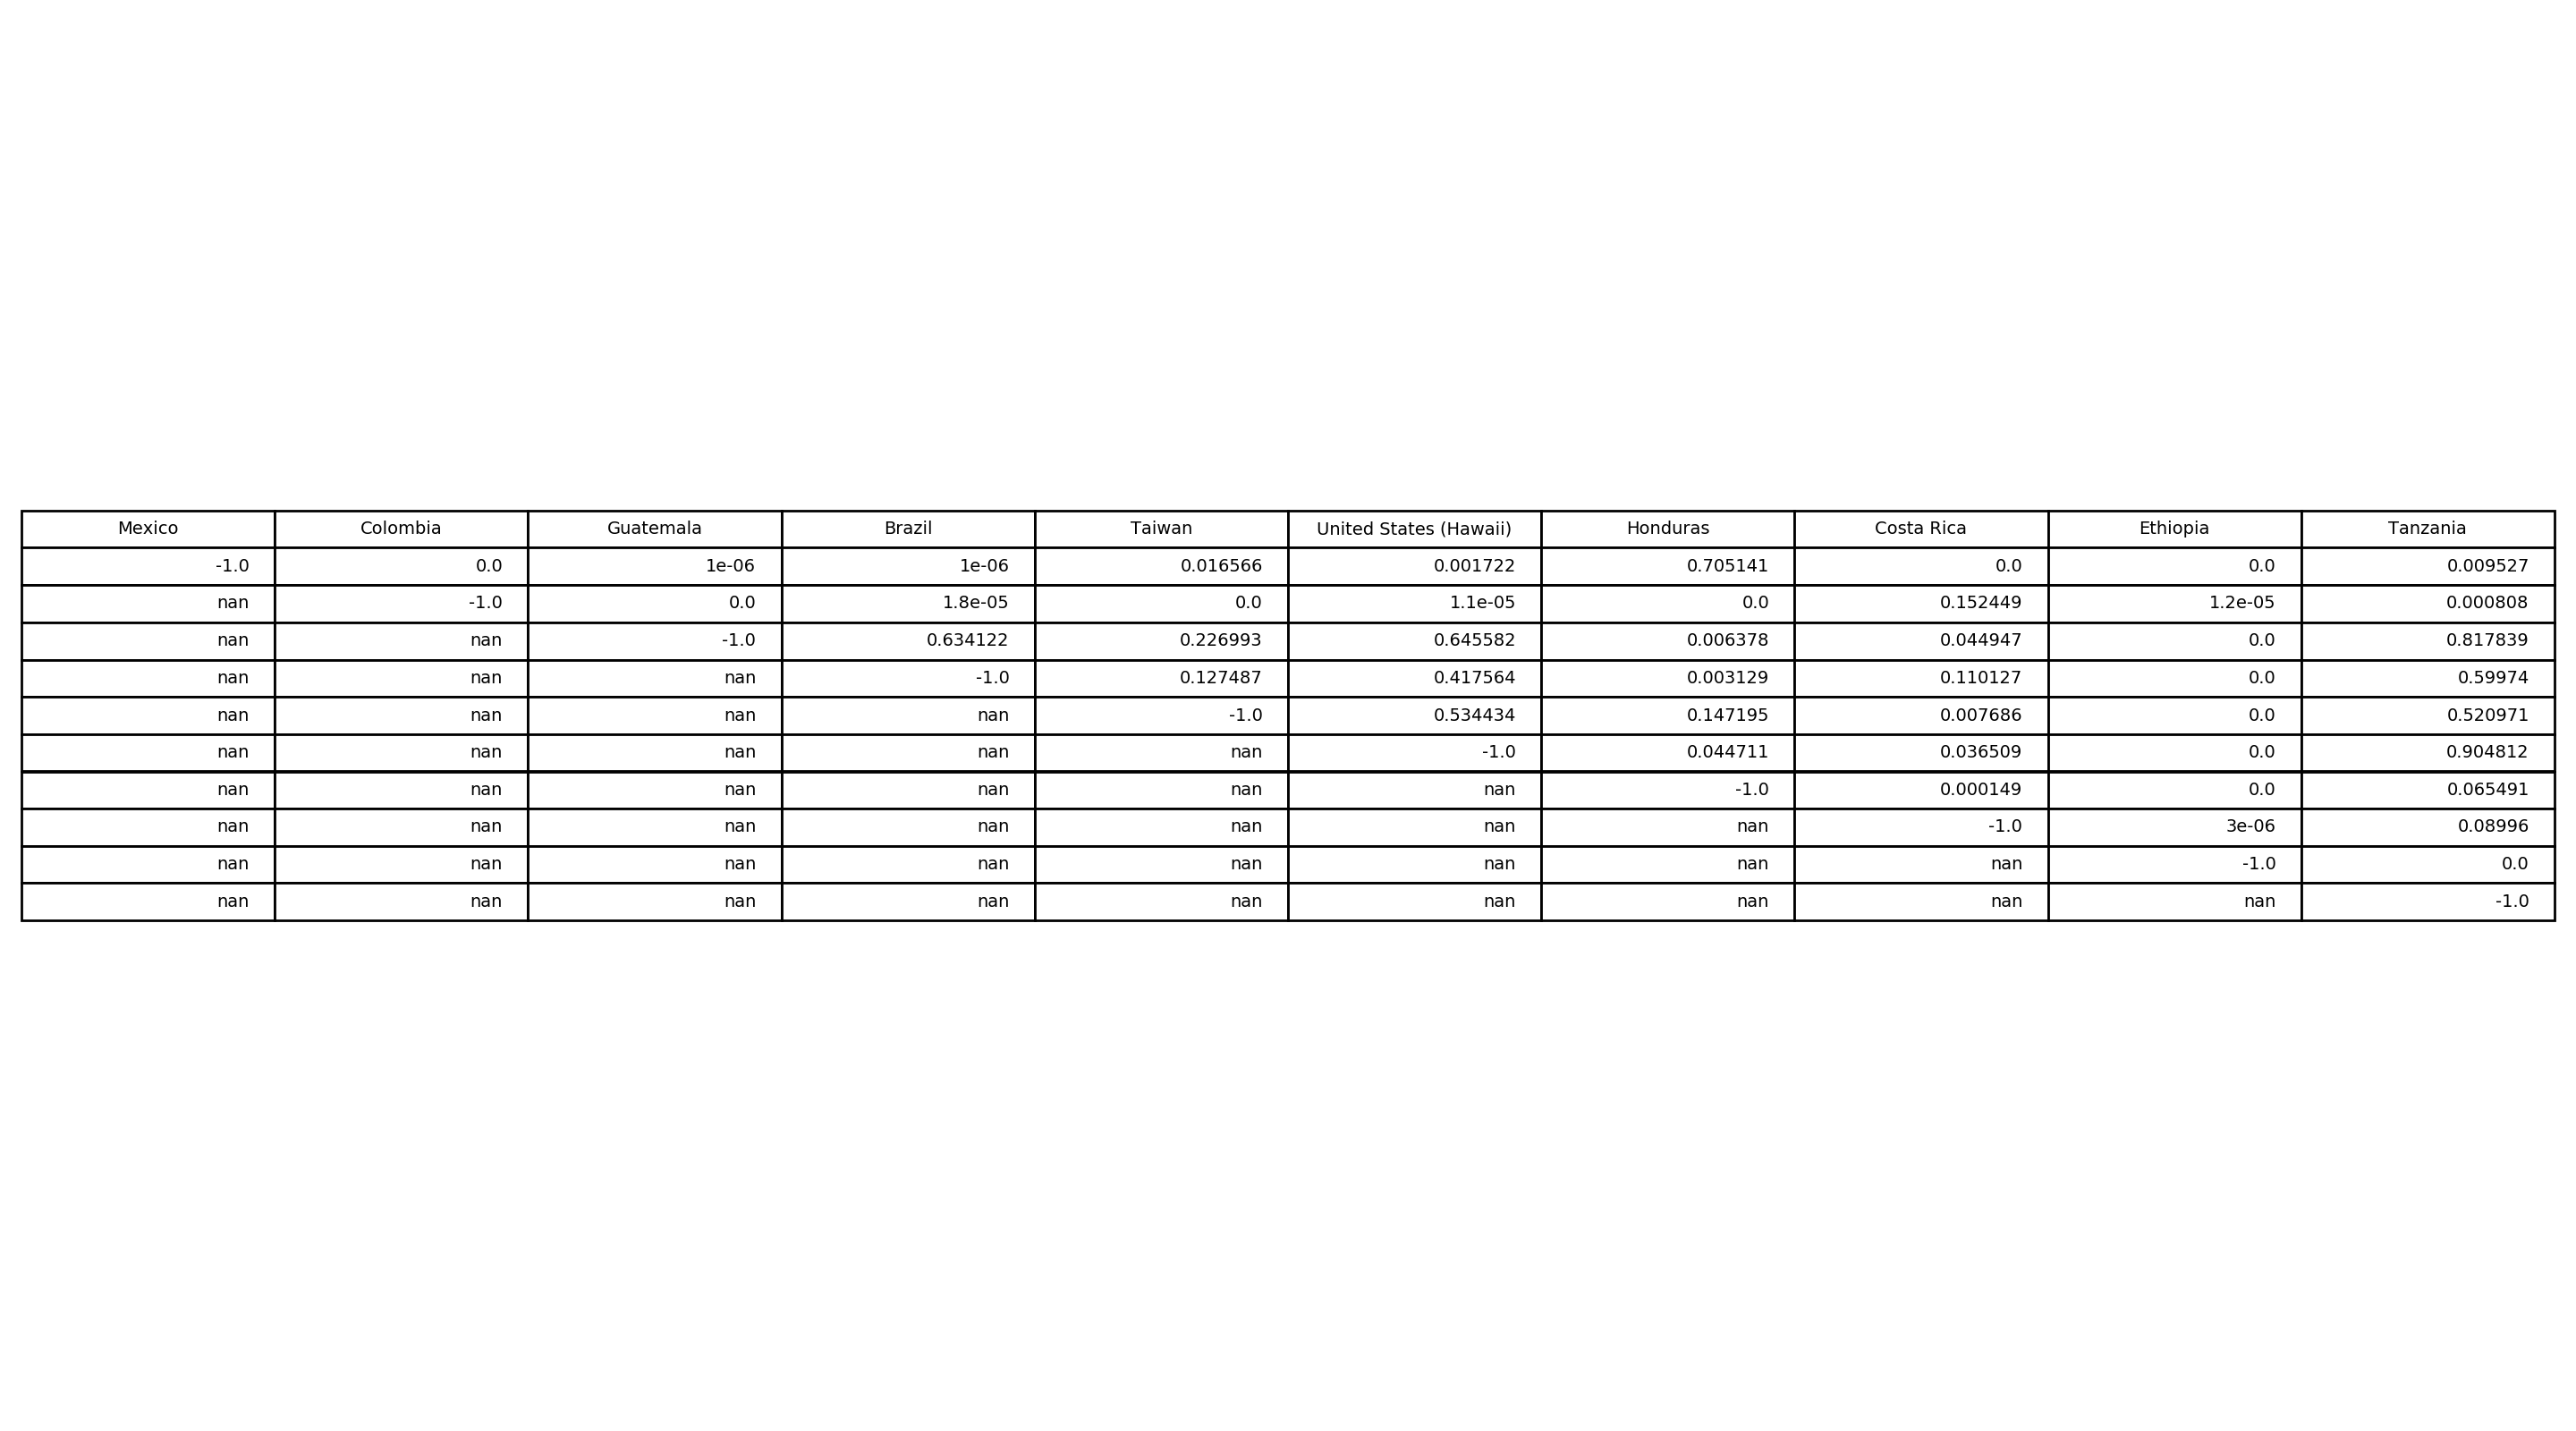 Mexico Colombia Guatemala Brazil Taiwan United States (Hawaii) Honduras Costa Rica Ethiopia Tanzania
-1.0 0.0 1e-06 1e-06 0.016566 0.001722 0.705141 0.0 0.0 0.009527
nan -1.0 0.0 1.8e-05 0.0 1.1e-05 0.0 0.152449 1.2e-05 0.000808
nan nan -1.0 0.634122 0.226993 0.645582 0.006378 0.044947 0.0 0.817839
nan nan nan -1.0 0.127487 0.417564 0.003129 0.110127 0.0 0.59974
nan nan nan nan -1.0 0.534434 0.147195 0.007686 0.0 0.520971
nan nan nan nan nan -1.0 0.044711 0.036509 0.0 0.904812
nan nan nan nan nan nan -1.0 0.000149 0.0 0.065491
nan nan nan nan nan nan nan -1.0 3e-06 0.08996
nan nan nan nan nan nan nan nan -1.0 0.0
nan nan nan nan nan nan nan nan nan -1.0